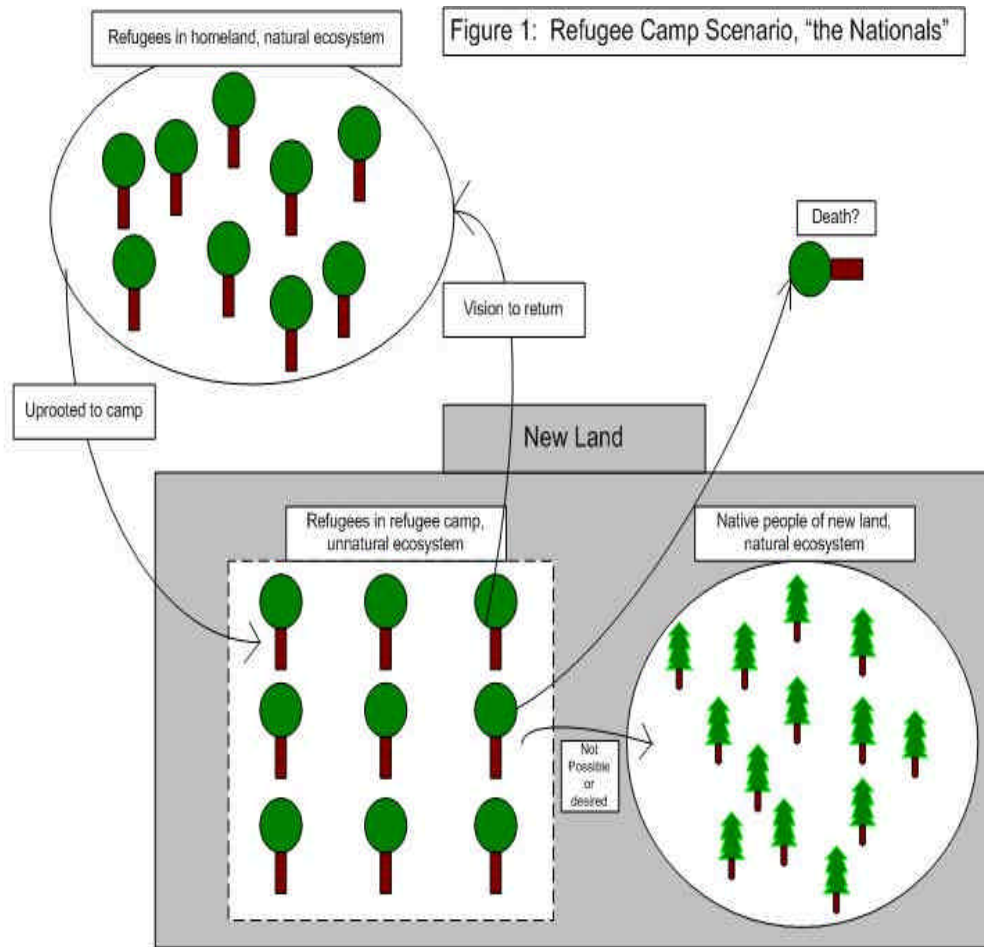 Refugees in homeland, natural ecosystem
Figure 1:  Refugee Camp Scenario, “the Nationals”
Death?
Vision to return
Uprooted to camp
New Land
Refugees in refugee camp,
unnatural ecosystem
Native people of new land,
natural ecosystem
Not
Possible
or
desired